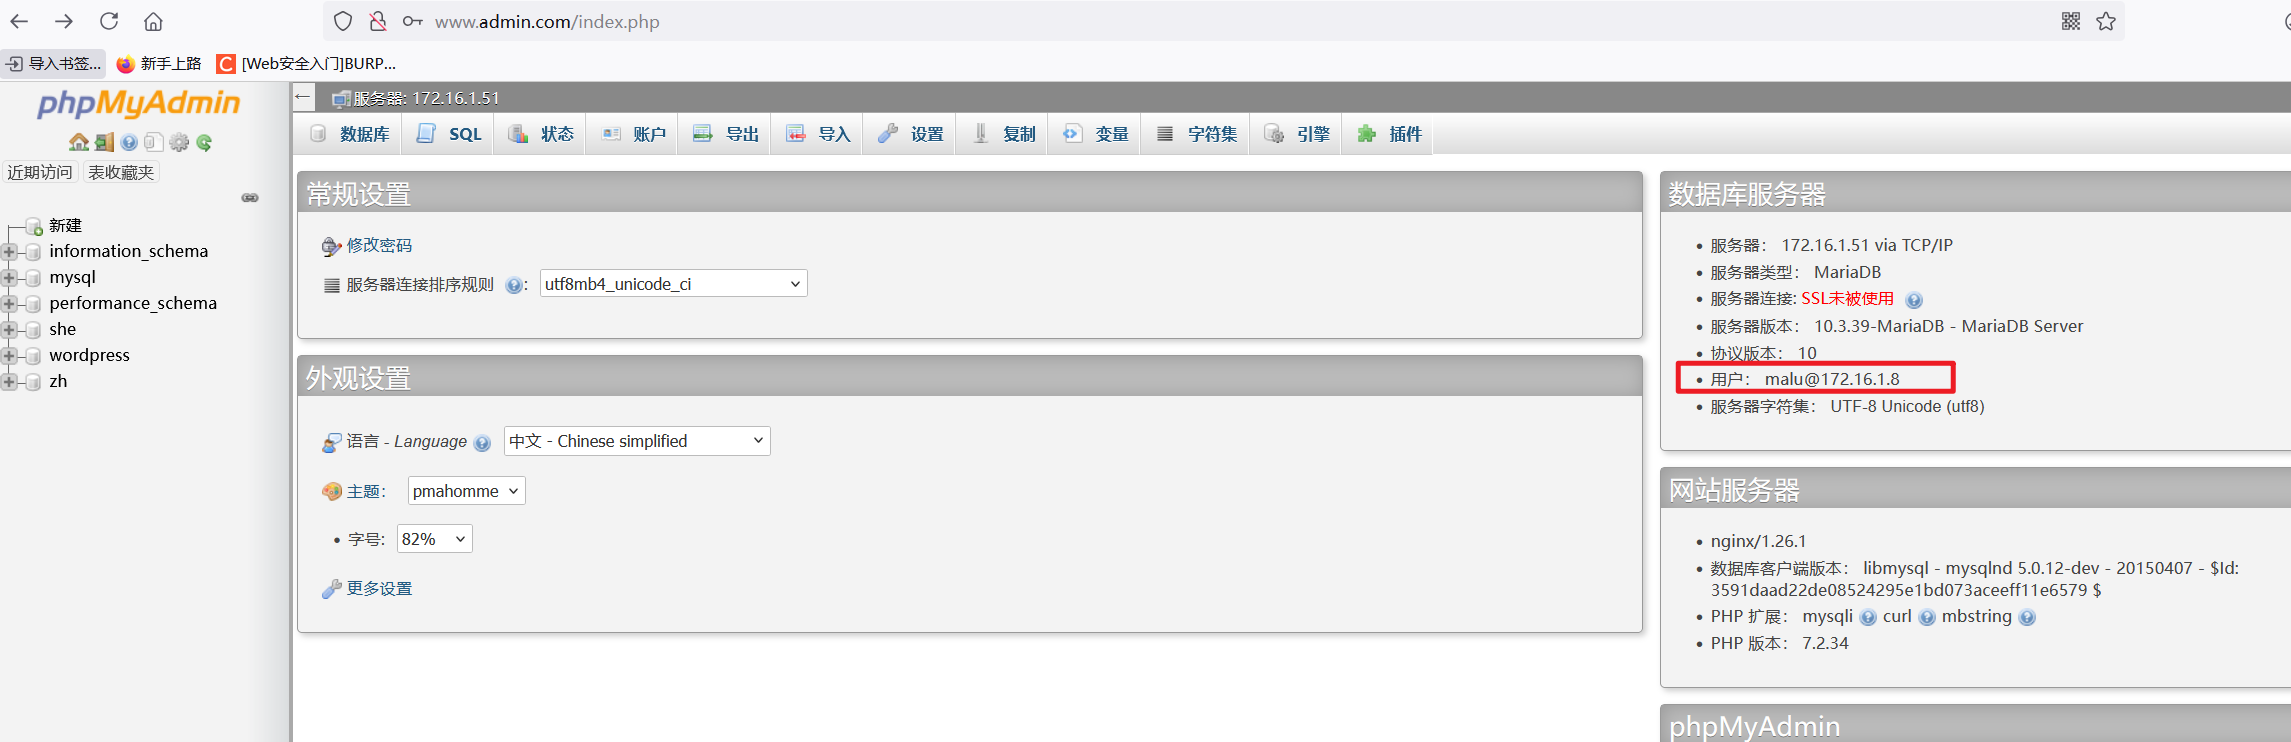 www.admin.com/index.php
导入书签...
新手上路
[Web安全入门]BURP...
phpMyAdmin
近期访问
表收藏夹
新建
information_schema
mysql
performance_schema
she
wordpress
zh
服务器: 172.16.1.51
数据库
SQL
状态
账户
导出
导入
设置
复制
变量
字符集
引擎
插件
常规设置
修改密码
服务器连接排序规则 : utf8mb4_unicode_ci
外观设置
语言 - Language 中文 - Chinese simplified
主题： pmahomme
字号: 82%
更多设置
数据库服务器
服务器： 172.16.1.51 via TCP/IP
服务器类型： MariaDB
服务器连接: SSL未被使用
服务器版本： 10.3.39-MariaDB - MariaDB Server
协议版本： 10
用户： malu@172.16.1.8
服务器字符集： UTF-8 Unicode (utf8)
网站服务器
nginx/1.26.1
数据库客户端版本： libmysql - mysqlnd 5.0.12-dev - 20150407 - $Id:
3591daad22de08524295e1bd073aceeff11e6579 $
PHP 扩展： mysqli curl mbstring
PHP 版本： 7.2.34
phpMyAdmin